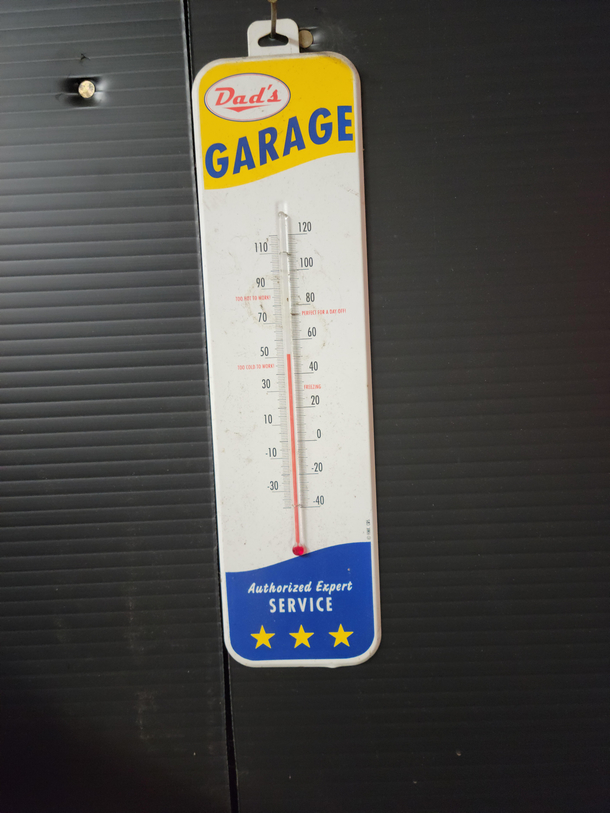 Dad's
GARAGE
120
110
100
90
TOO HOT TO WORK!
80
PERFECT FOR A DAY OFF!
70
60
50
TOO COLD TO WORK!
40
30
FREEZING
20
10
0
-10
-20
-30
-40
Authorized Expert
SERVICE